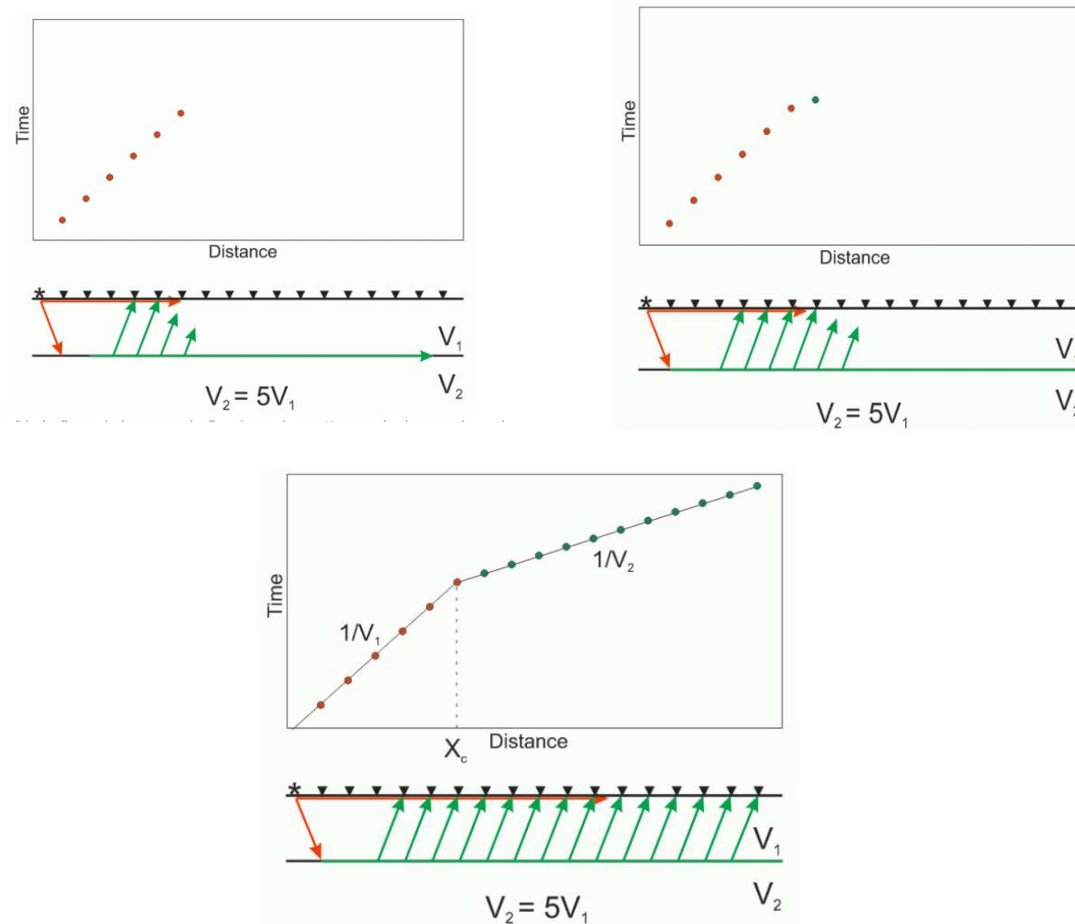 Time
Distance
*
V₁
V₂
V₂ = 5V₁
Time
Distance
*
V
V
V₂ = 5V₁
Time
1/V₁
1/V₂
X꜀
Distance
*
V₁
V₂
V₂ = 5V₁